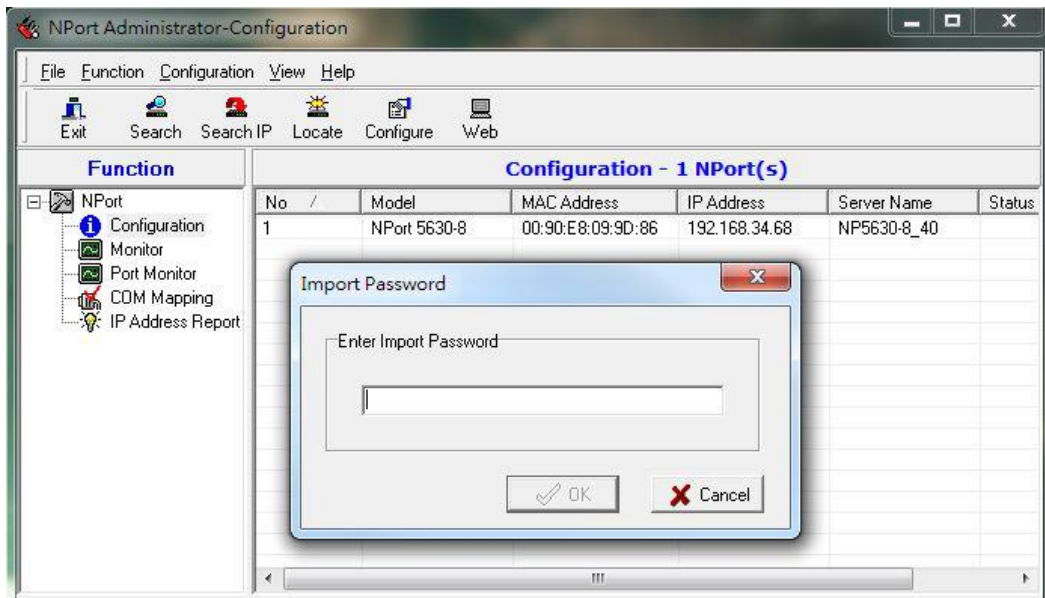 NPort Administrator-Configuration
File Function Configuration View Help
Exit Search Search IP Locate Configure Web
Function
Configuration - 1 NPort(s)
NPort
Configuration
Monitor
Port Monitor
COM Mapping
IP Address Report
No Model MAC Address IP Address Server Name Status
1 NPort 5630-8 00:90:E8:09:9D:86 192.168.34.68 NP5630-8_40
Import Password
Enter Import Password
OK Cancel